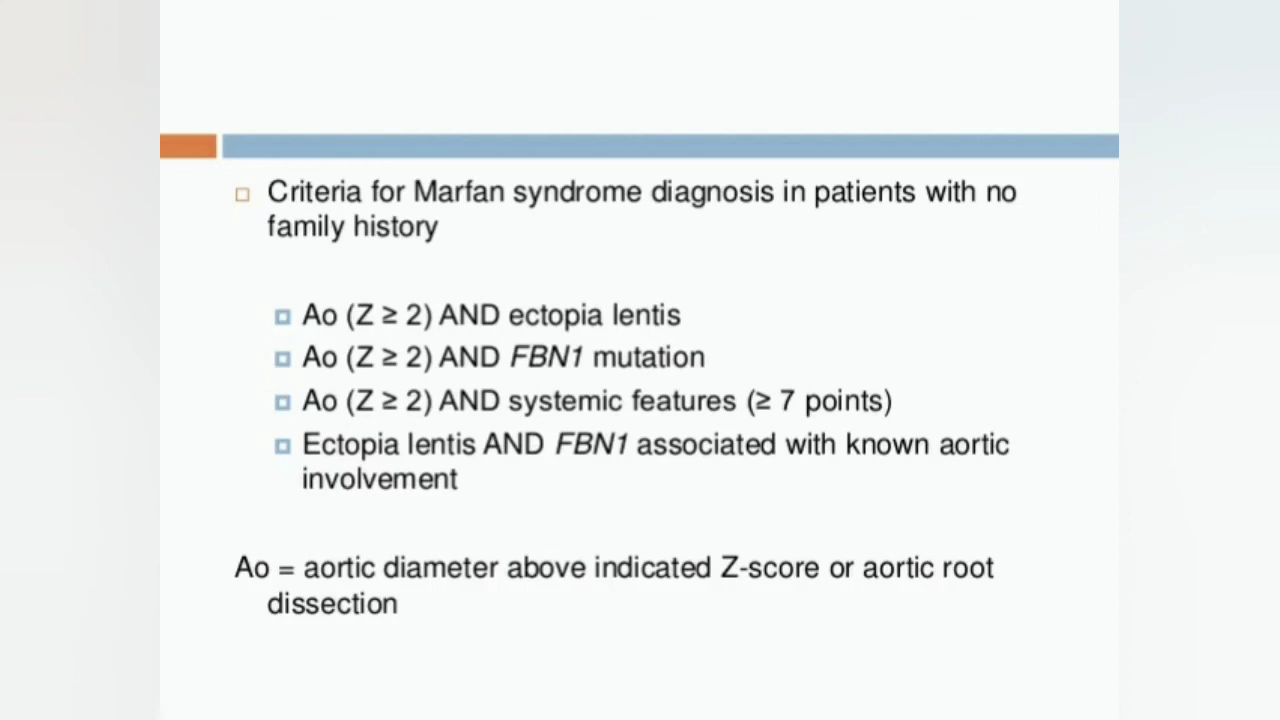 Criteria for Marfan syndrome diagnosis in patients with no
family history
Ao (Z ≥ 2) AND ectopia lentis
Ao (Z ≥ 2) AND FBN1 mutation
Ao (Z ≥ 2) AND systemic features (≥ 7 points)
Ectopia lentis AND FBN1 associated with known aortic
involvement
Ao = aortic diameter above indicated Z-score or aortic root
dissection